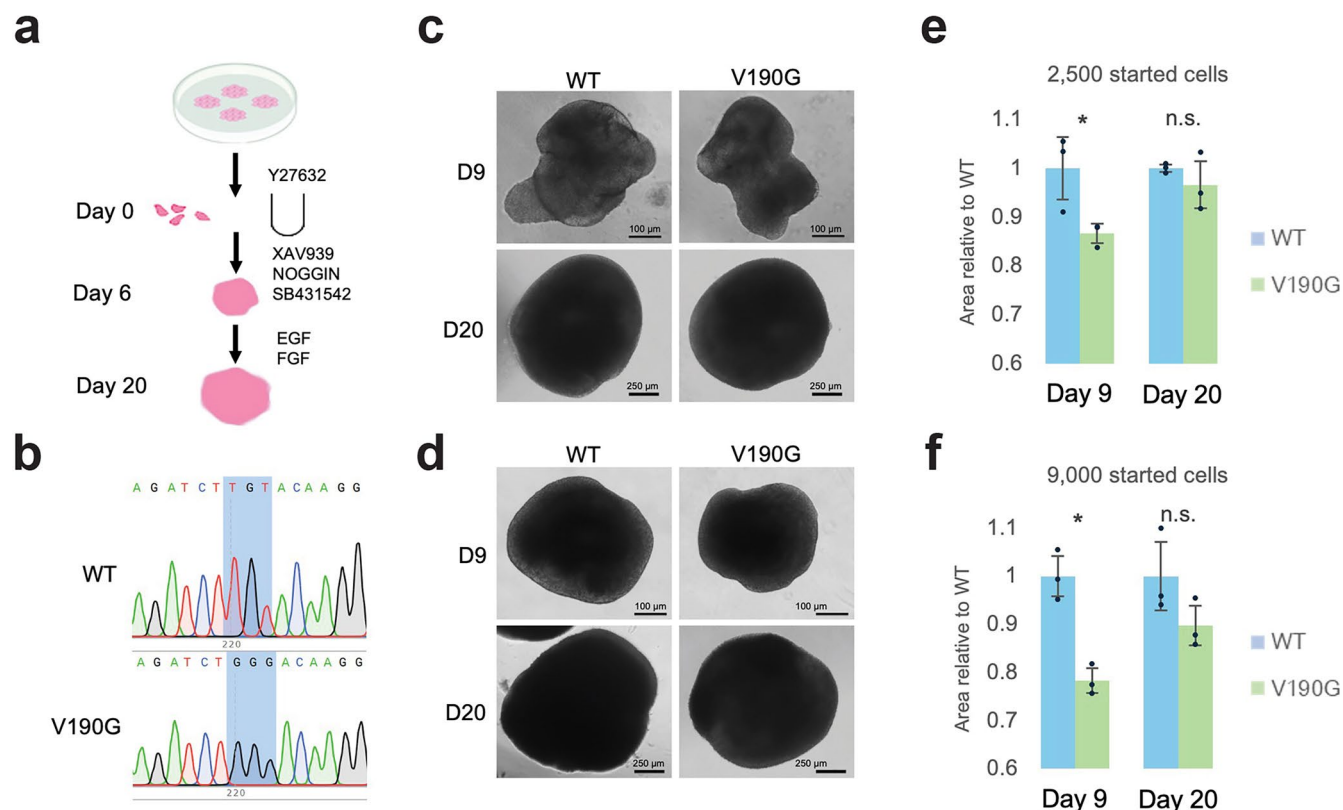 a
Day 0
Y27632
XAV939
NOGGIN
SB431542
Day 6
EGF
FGF
Day 20
b
A G A T C T T G T A C A A G G
WT
220
A G A T C T G G G A C A A G G
V190G
220
c
WT V190G
D9
100 µm 100 µm
D20
250 µm 250 µm
d
WT V190G
D9
100 µm 100 µm
D20
250 µm 250 µm
e
2,500 started cells
Area relative to WT
1.1
1
0.9
0.8
0.7
0.6
* n.s.
Day 9 Day 20
WT
V190G
f
9,000 started cells
Area relative to WT
1.1
1
0.9
0.8
0.7
0.6
* n.s.
Day 9 Day 20
WT
V190G